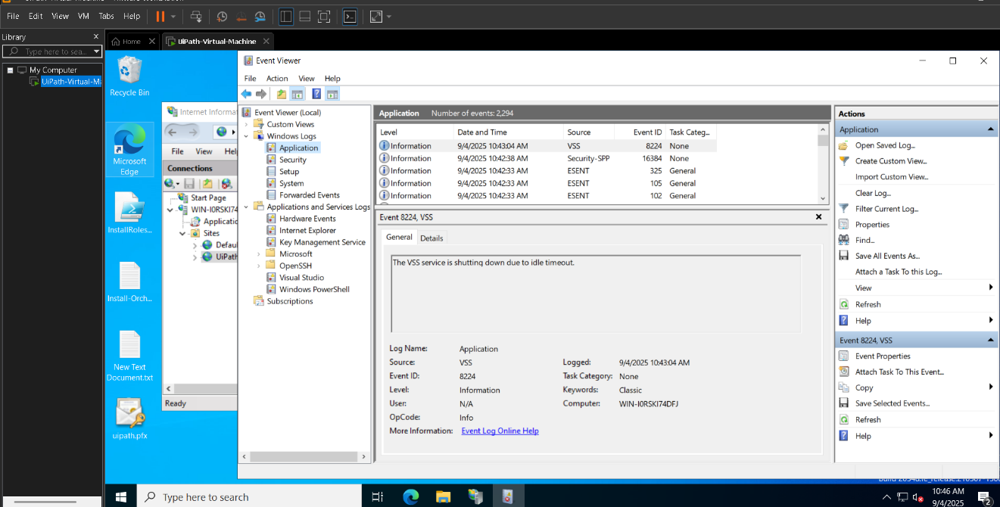 File Edit View VM Tabs Help
Library
Type here to sea...
My Computer
UiPath-Virtual-Ma
Home
UiPath-Virtual-Machine
Recycle Bin
Microsoft
Edge
InstallRoles...
Install-Orch...
New Text
Document.txt
uipath.pfx
Internet Informat
File View Help
Connections
Start Page
WIN-I0RSKI74
Applicatio
Sites
Defaul
UiPath
Ready
Event Viewer
File Action View Help
Event Viewer (Local)
Custom Views
Windows Logs
Application
Security
Setup
System
Forwarded Events
Applications and Services Logs
Hardware Events
Internet Explorer
Key Management Service
Microsoft
OpenSSH
Visual Studio
Windows PowerShell
Subscriptions
Application Number of events: 2,294
Level Date and Time Source Event ID Task Categ...
Information 9/4/2025 10:43:04 AM VSS 8224 None
Information 9/4/2025 10:42:38 AM Security-SPP 16384 None
Information 9/4/2025 10:42:33 AM ESENT 325 General
Information 9/4/2025 10:42:33 AM ESENT 105 General
Information 9/4/2025 10:42:33 AM ESENT 102 General
Event 8224, VSS
General Details
The VSS service is shutting down due to idle timeout.
Log Name: Application
Source: VSS Logged: 9/4/2025 10:43:04 AM
Event ID: 8224 Task Category: None
Level: Information Keywords: Classic
User: N/A Computer: WIN-I0RSKI74DFJ
OpCode: Info
More Information: Event Log Online Help
Actions
Application
Open Saved Log...
Create Custom View...
Import Custom View...
Clear Log...
Filter Current Log...
Properties
Find...
Save All Events As...
Attach a Task To this Log...
View
Refresh
Help
Event 8224, VSS
Event Properties
Attach Task To This Event...
Copy
Save Selected Events...
Refresh
Help
Type here to search
10:46 AM
9/4/2025
2